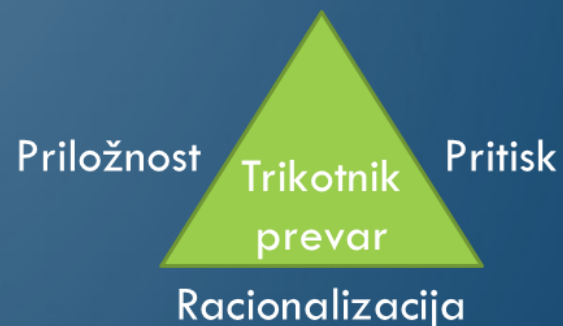 Priložnost
Pritisk
Trikotnik
prevar
Racionalizacija